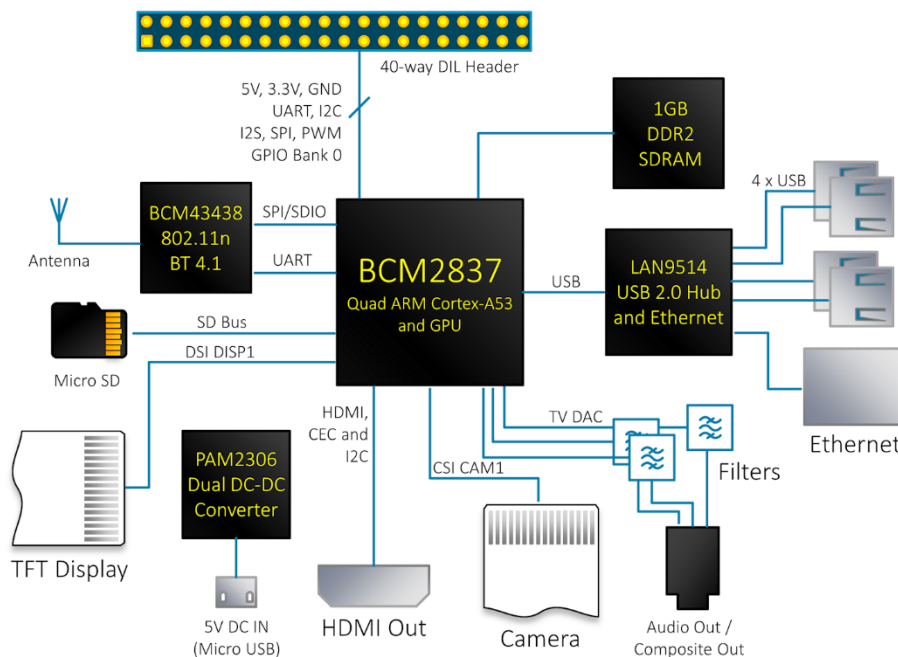 40-way DIL Header
5V, 3.3V, GND
UART, I2C
I2S, SPI, PWM
GPIO Bank 0
1GB
DDR2
SDRAM
4 x USB
BCM43438
802.11n
BT 4.1
SPI/SDIO
UART
Antenna
BCM2837
Quad ARM Cortex-A53
and GPU
USB
LAN9514
USB 2.0 Hub
and Ethernet
SD Bus
Micro SD
DSI DISP1
HDMI,
CEC and
I2C
TV DAC
Ethernet
PAM2306
Dual DC-DC
Converter
CSI CAM1
Filters
TFT Display
5V DC IN
(Micro USB)
HDMI Out
Camera
Audio Out /
Composite Out